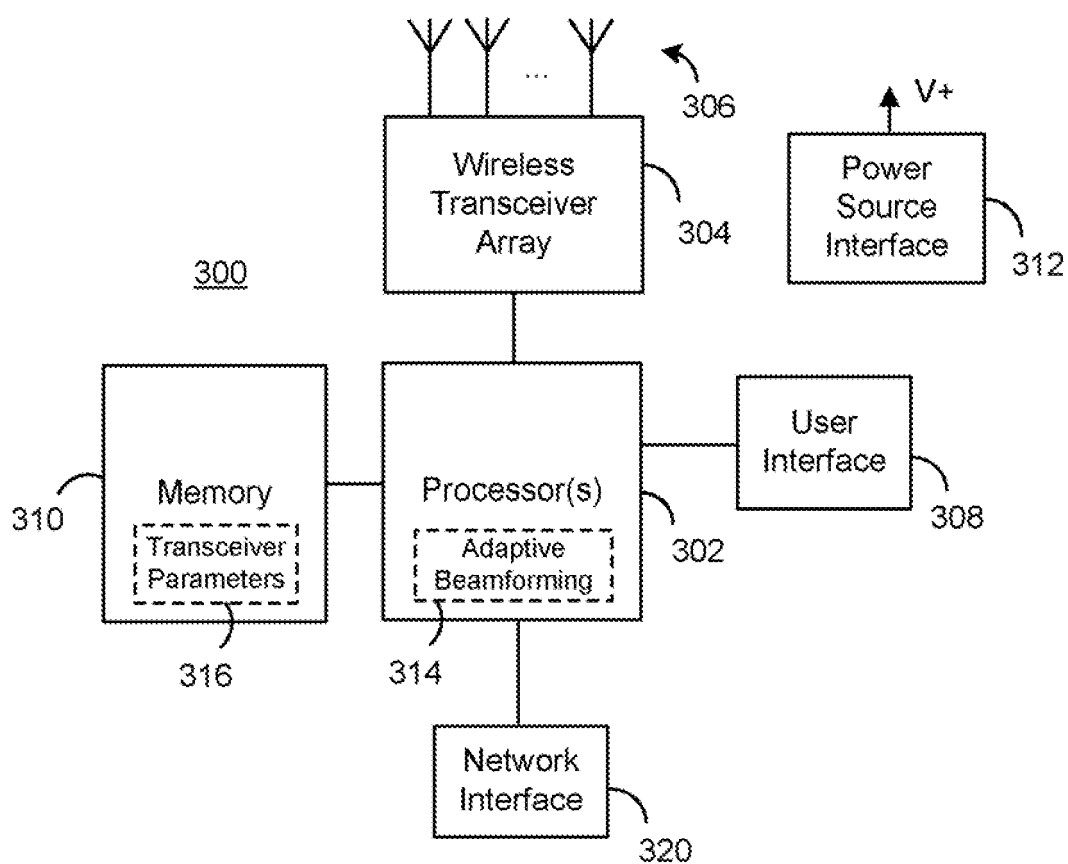 ...
306
V+
Wireless
Transceiver
Array
304
Power
Source
Interface
312
300
Memory
310
Transceiver
Parameters
316
Processor(s)
302
Adaptive
Beamforming
314
User
Interface
308
Network
Interface
320